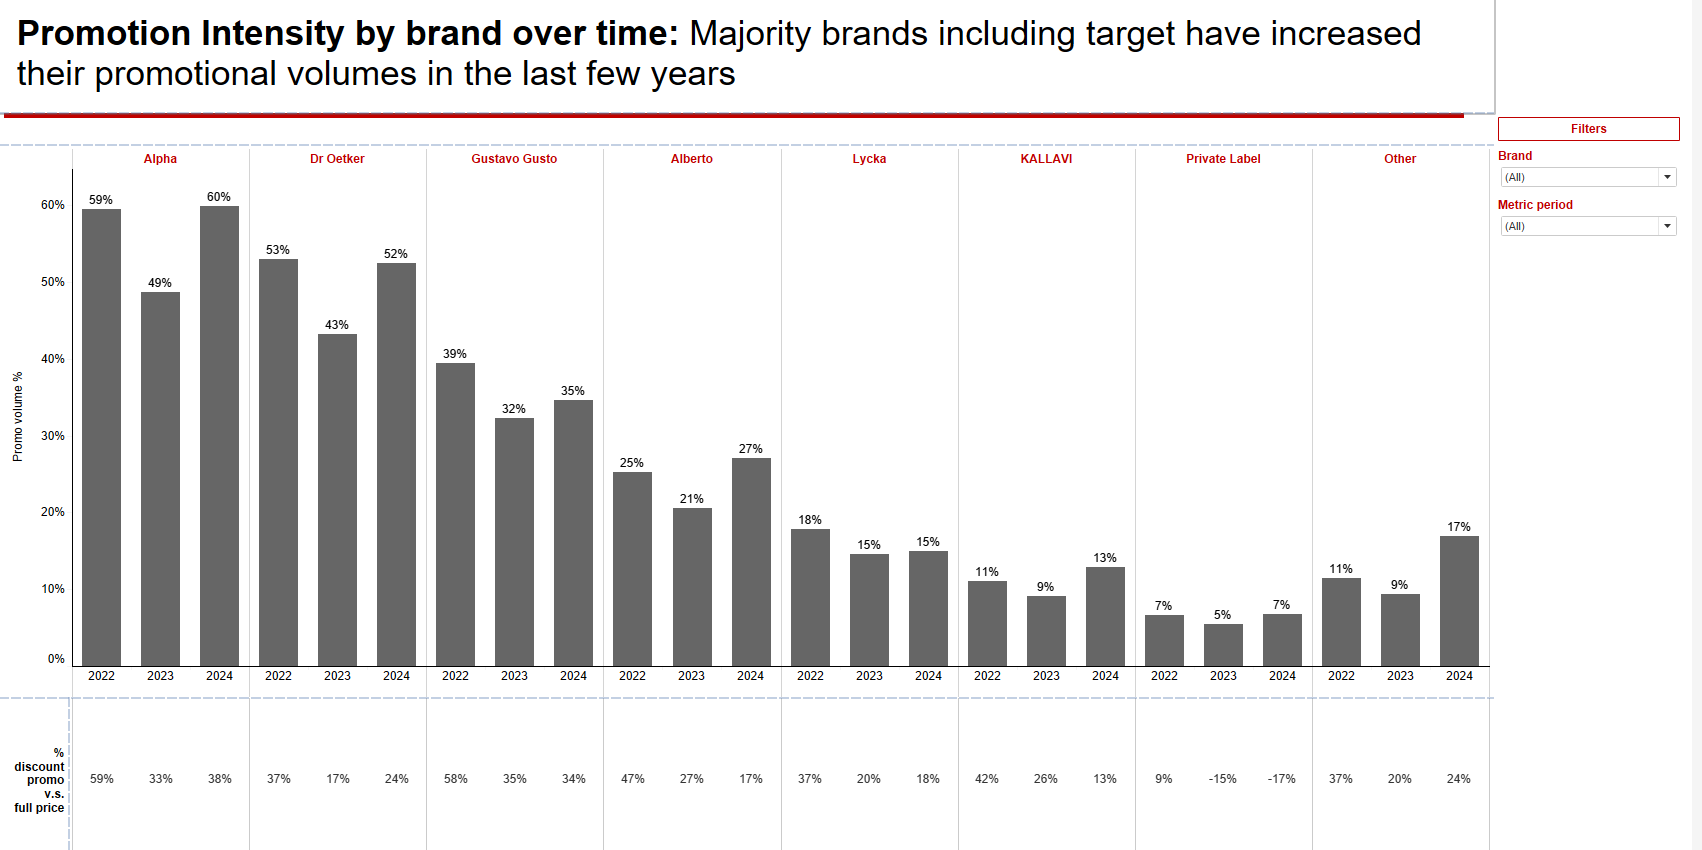 Promotion Intensity by brand over time: Majority brands including target have increased
their promotional volumes in the last few years
Filters
Brand
(All)
Metric period
(All)
Alpha Dr Oetker Gustavo Gusto Alberto Lycka KALLAVI Private Label Other
Promo volume %
60%
50%
40%
30%
20%
10%
0%
59% 49% 60% 53% 43% 52% 39% 32% 35% 25% 21% 27% 18% 15% 15% 11% 9% 13% 7% 5% 7% 11% 9% 17%
2022 2023 2024 2022 2023 2024 2022 2023 2024 2022 2023 2024 2022 2023 2024 2022 2023 2024 2022 2023 2024 2022 2023 2024
%
discount
promo
v.s.
full price
59% 33% 38% 37% 17% 24% 58% 35% 34% 47% 27% 17% 37% 20% 18% 42% 26% 13% 9% -15% -17% 37% 20% 24%